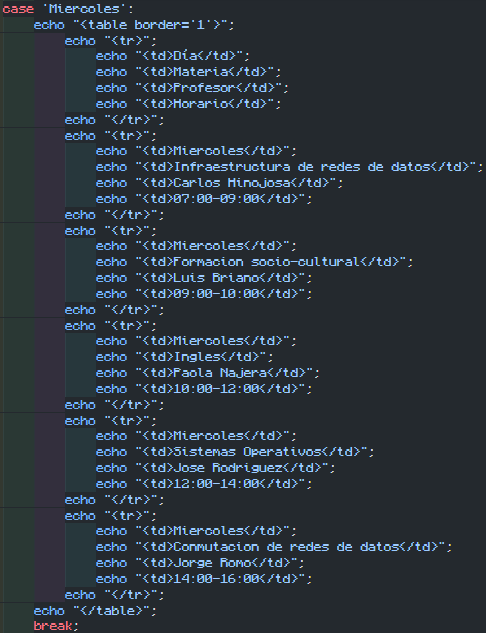 case 'Miercoles':
echo "<table border='1'>";
echo "<tr>";
echo "<td>Día</td>";
echo "<td>Materia</td>";
echo "<td>Profesor</td>";
echo "<td>Horario</td>";
echo "</tr>";
echo "<tr>";
echo "<td>Miercoles</td>";
echo "<td>Infraestructura de redes de datos</td>";
echo "<td>Carlos Hinojosa</td>";
echo "<td>07:00-09:00</td>";
echo "</tr>";
echo "<tr>";
echo "<td>Miercoles</td>";
echo "<td>Formacion socio-cultural</td>";
echo "<td>Luis Briano</td>";
echo "<td>09:00-10:00</td>";
echo "</tr>";
echo "<tr>";
echo "<td>Miercoles</td>";
echo "<td>Ingles</td>";
echo "<td>Paola Najera</td>";
echo "<td>10:00-12:00</td>";
echo "</tr>";
echo "<tr>";
echo "<td>Miercoles</td>";
echo "<td>Sistemas Operativos</td>";
echo "<td>Jose Rodriguez</td>";
echo "<td>12:00-14:00</td>";
echo "</tr>";
echo "<tr>";
echo "<td>Miercoles</td>";
echo "<td>Conmutacion de redes de datos</td>";
echo "<td>Jorge Romo</td>";
echo "<td>14:00-16:00</td>";
echo "</tr>";
echo "</table>";
break;